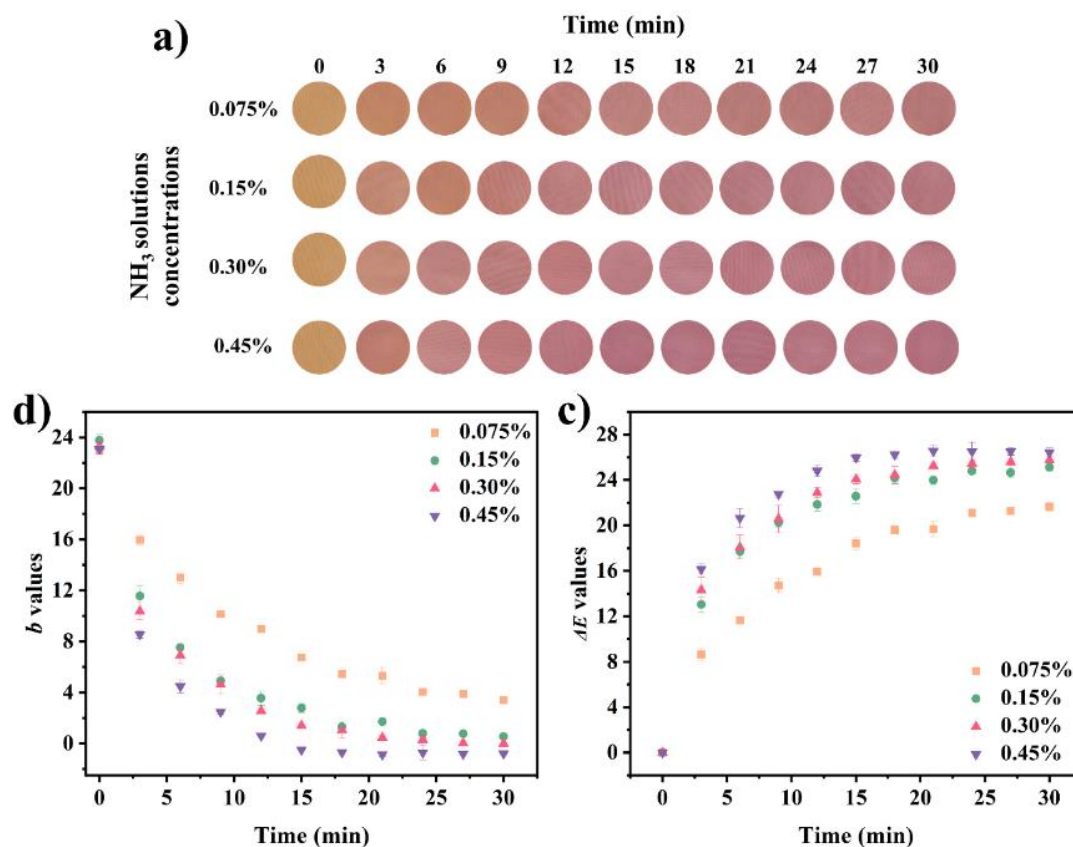 a)
Time (min)
0 3 6 9 12 15 18 21 24 27 30
NH₃ solutions
concentrations
0.075%
0.15%
0.30%
0.45%
d)
b values
24
20
16
12
8
4
0
0.075%
0.15%
0.30%
0.45%
0 5 10 15 20 25 30
Time (min)
c)
ΔE values
28
24
20
16
12
8
4
0
0.075%
0.15%
0.30%
0.45%
0 5 10 15 20 25 30
Time (min)